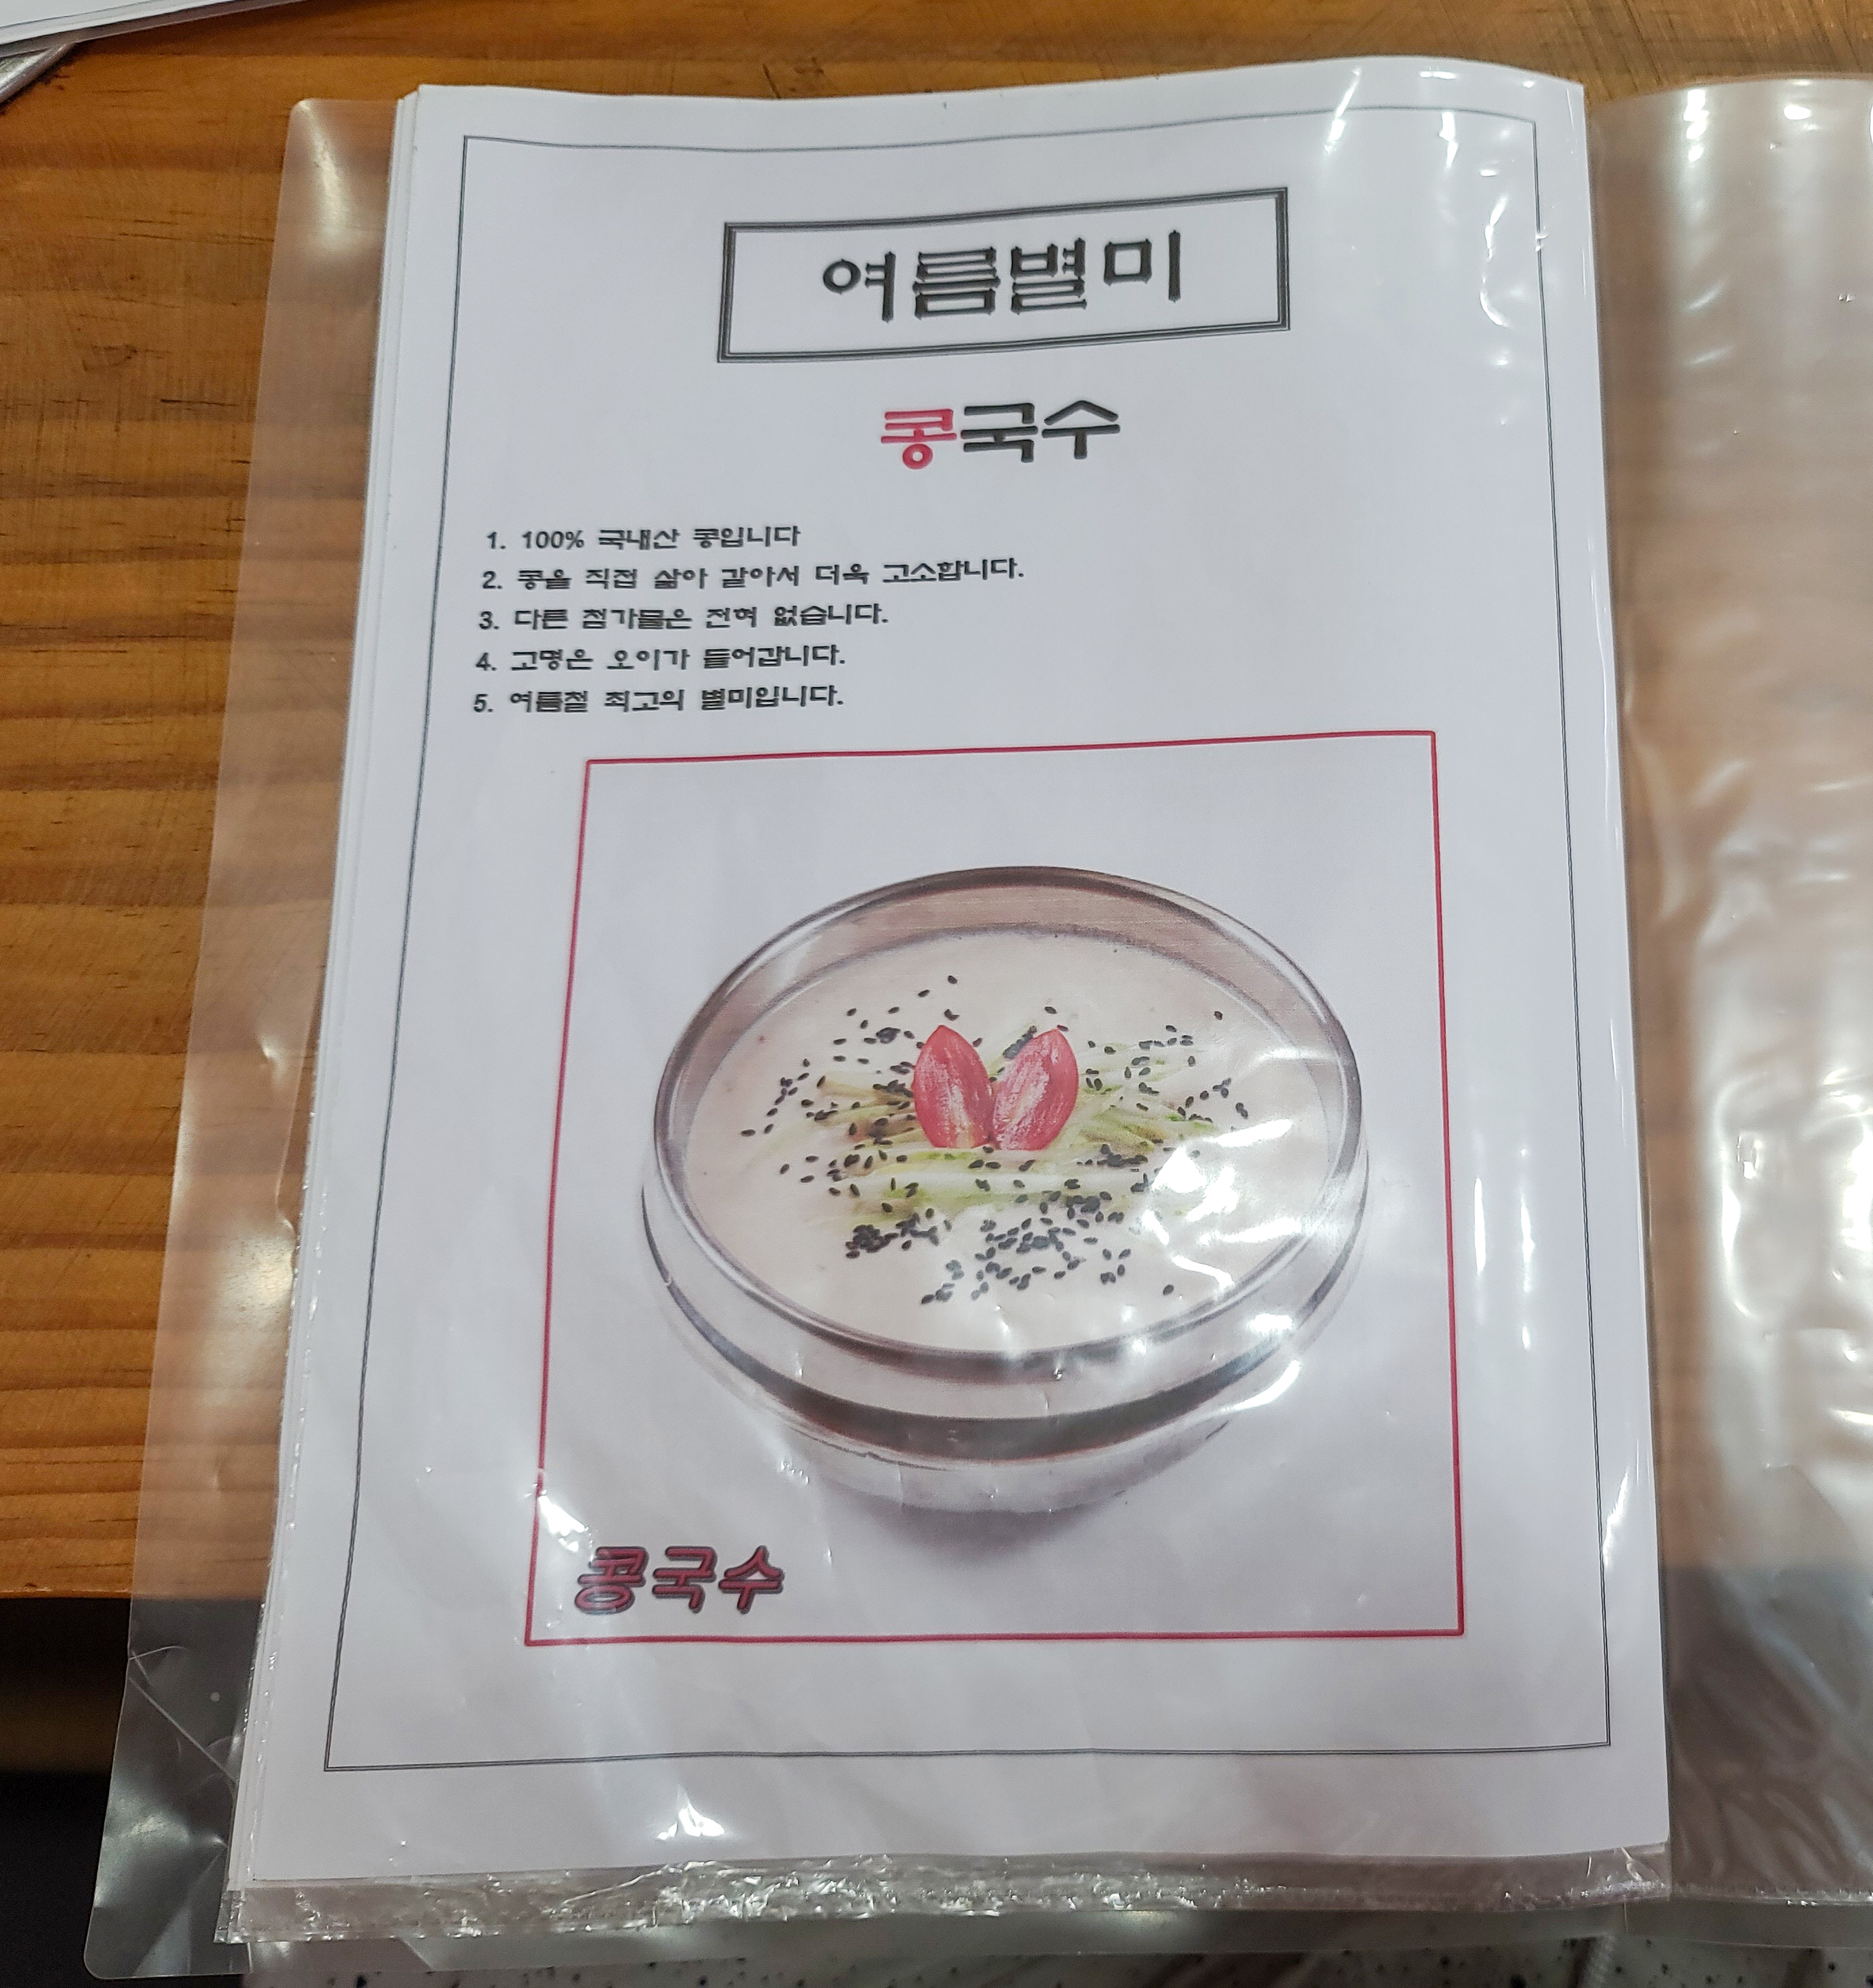 여름별미
콩국수
1. 100% 국내산 콩입니다
2. 콩을 직접 삶아 갈아서 더욱 고소합니다.
3. 다른 첨가물은 전혀 없습니다.
4. 고명은 오이가 들어갑니다.
5. 여름철 최고의 별미입니다.
콩국수